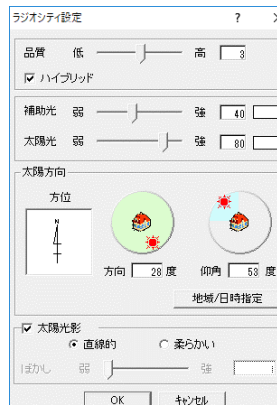 ラジオシティ設定 ?
品質 低 高 3
ハイブリッド
補助光 弱 強 40
太陽光 弱 強 80
太陽方向
方位
N
方向 28 度 仰角 53 度
地域/日時指定
太陽光影
直線的 柔らかい
ぼかし 弱 強
OK キャンセル